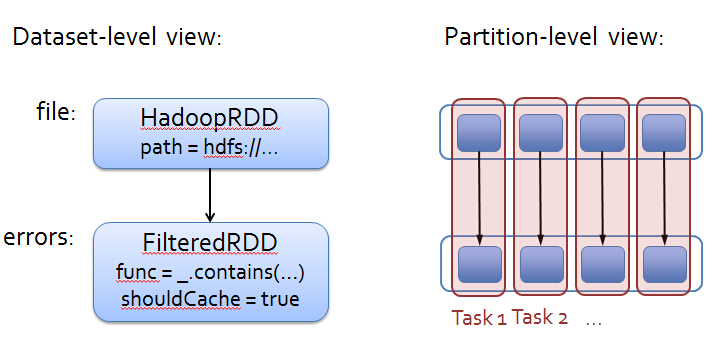 Dataset-level view:
file:
HadoopRDD
path = hdfs://...
errors:
FilteredRDD
func = _.contains(...)
shouldCache = true
Partition-level view:
Task 1 Task 2 ...